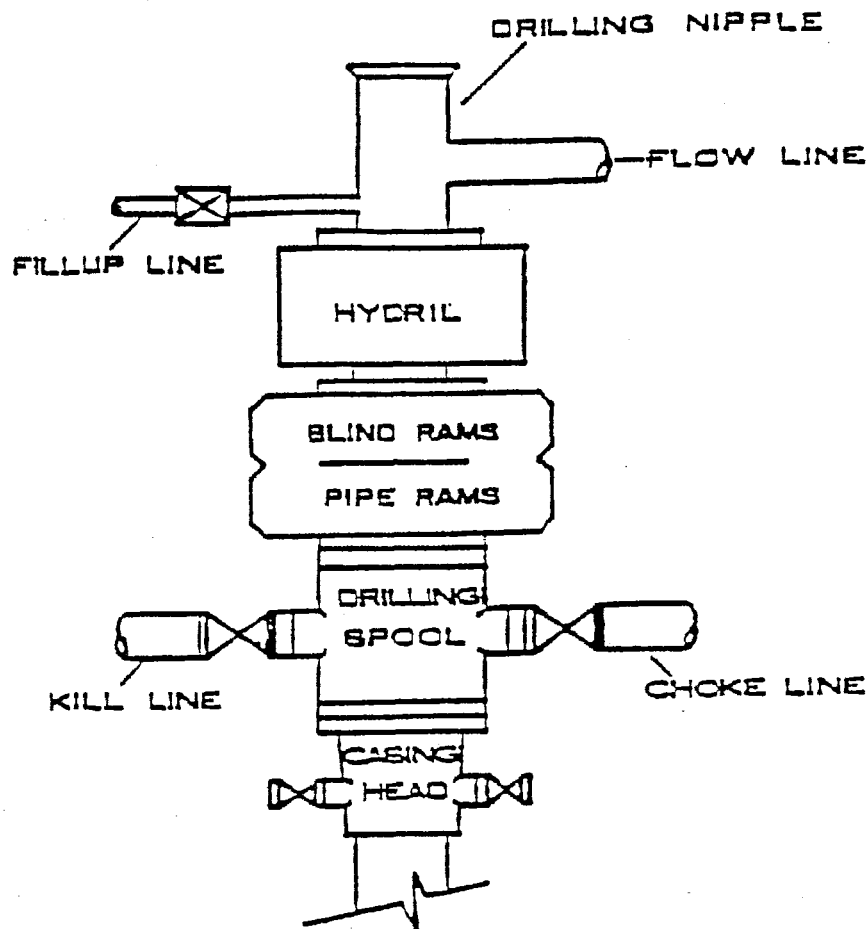 DRILLING NIPPLE
FLOW LINE
FILLUP LINE
HYDRIL
BLIND RAMS
PIPE RAMS
DRILLING
SPOOL
KILL LINE
CHOKE LINE
CASING
HEAD